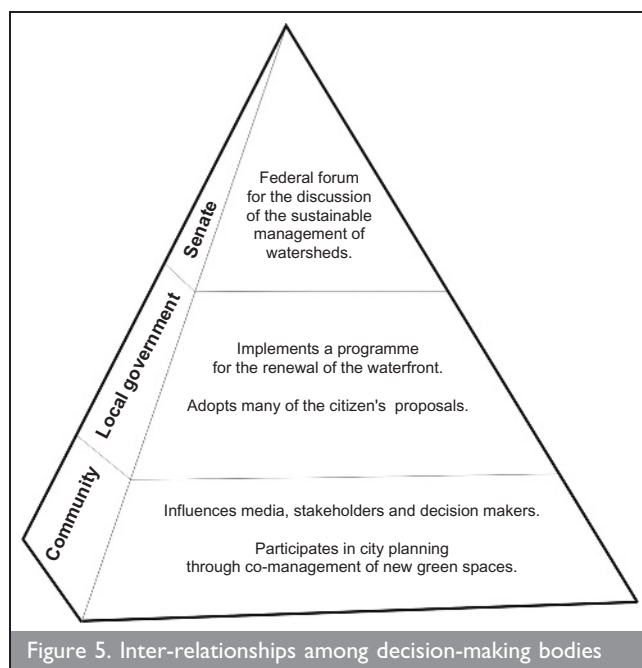 Senate
Federal forum
for the discussion
of the sustainable
management of
watersheds.
Local government
Implements a programme
for the renewal of the waterfront.
Adopts many of the citizen's proposals.
Community
Influences media, stakeholders and decision makers.
Participates in city planning
through co-management of new green spaces.
Figure 5. Inter-relationships among decision-making bodies